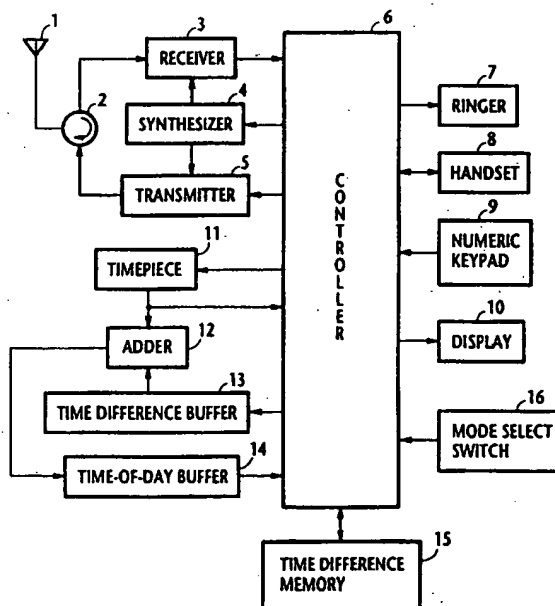 1
2
3
RECEIVER
4
SYNTHESIZER
5
TRANSMITTER
6
CONTROLLER
7
RINGER
8
HANDSET
9
NUMERIC
KEYPAD
10
DISPLAY
11
TIMEPIECE
12
ADDER
13
TIME DIFFERENCE BUFFER
14
TIME-OF-DAY BUFFER
16
MODE SELECT
SWITCH
15
TIME DIFFERENCE
MEMORY